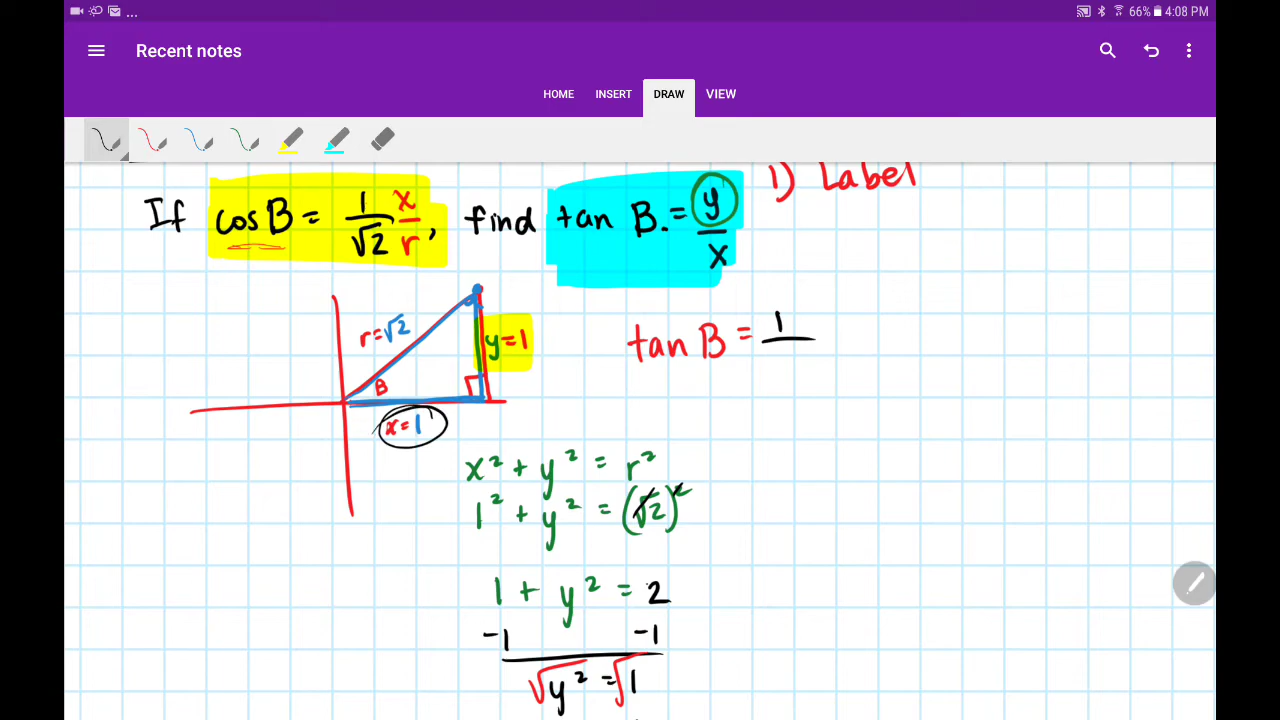 ... 66% 4:08 PM
Recent notes
HOME INSERT DRAW VIEW
1) Label
If cos B = 1/√2 x/r, find tan B. = y/x
r=√2
y=1
B
x=1
tan B = 1
x² + y² = r²
1² + y² = (√2)²
1 + y² = 2
-1 -1
√y² = √1